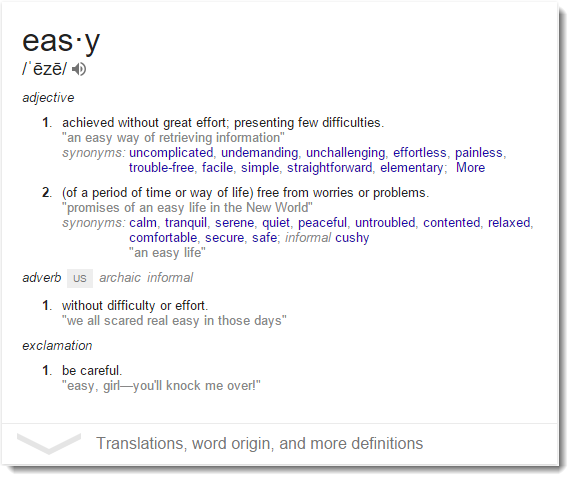 eas·y
/ˈēzē/
adjective
1. achieved without great effort; presenting few difficulties.
"an easy way of retrieving information"
synonyms: uncomplicated, undemanding, unchallenging, effortless, painless,
trouble-free, facile, simple, straightforward, elementary; More
2. (of a period of time or way of life) free from worries or problems.
"promises of an easy life in the New World"
synonyms: calm, tranquil, serene, quiet, peaceful, untroubled, contented, relaxed,
comfortable, secure, safe; informal cushy
"an easy life"
adverb US archaic informal
1. without difficulty or effort.
"we all scared real easy in those days"
exclamation
1. be careful.
"easy, girl—you'll knock me over!"
Translations, word origin, and more definitions